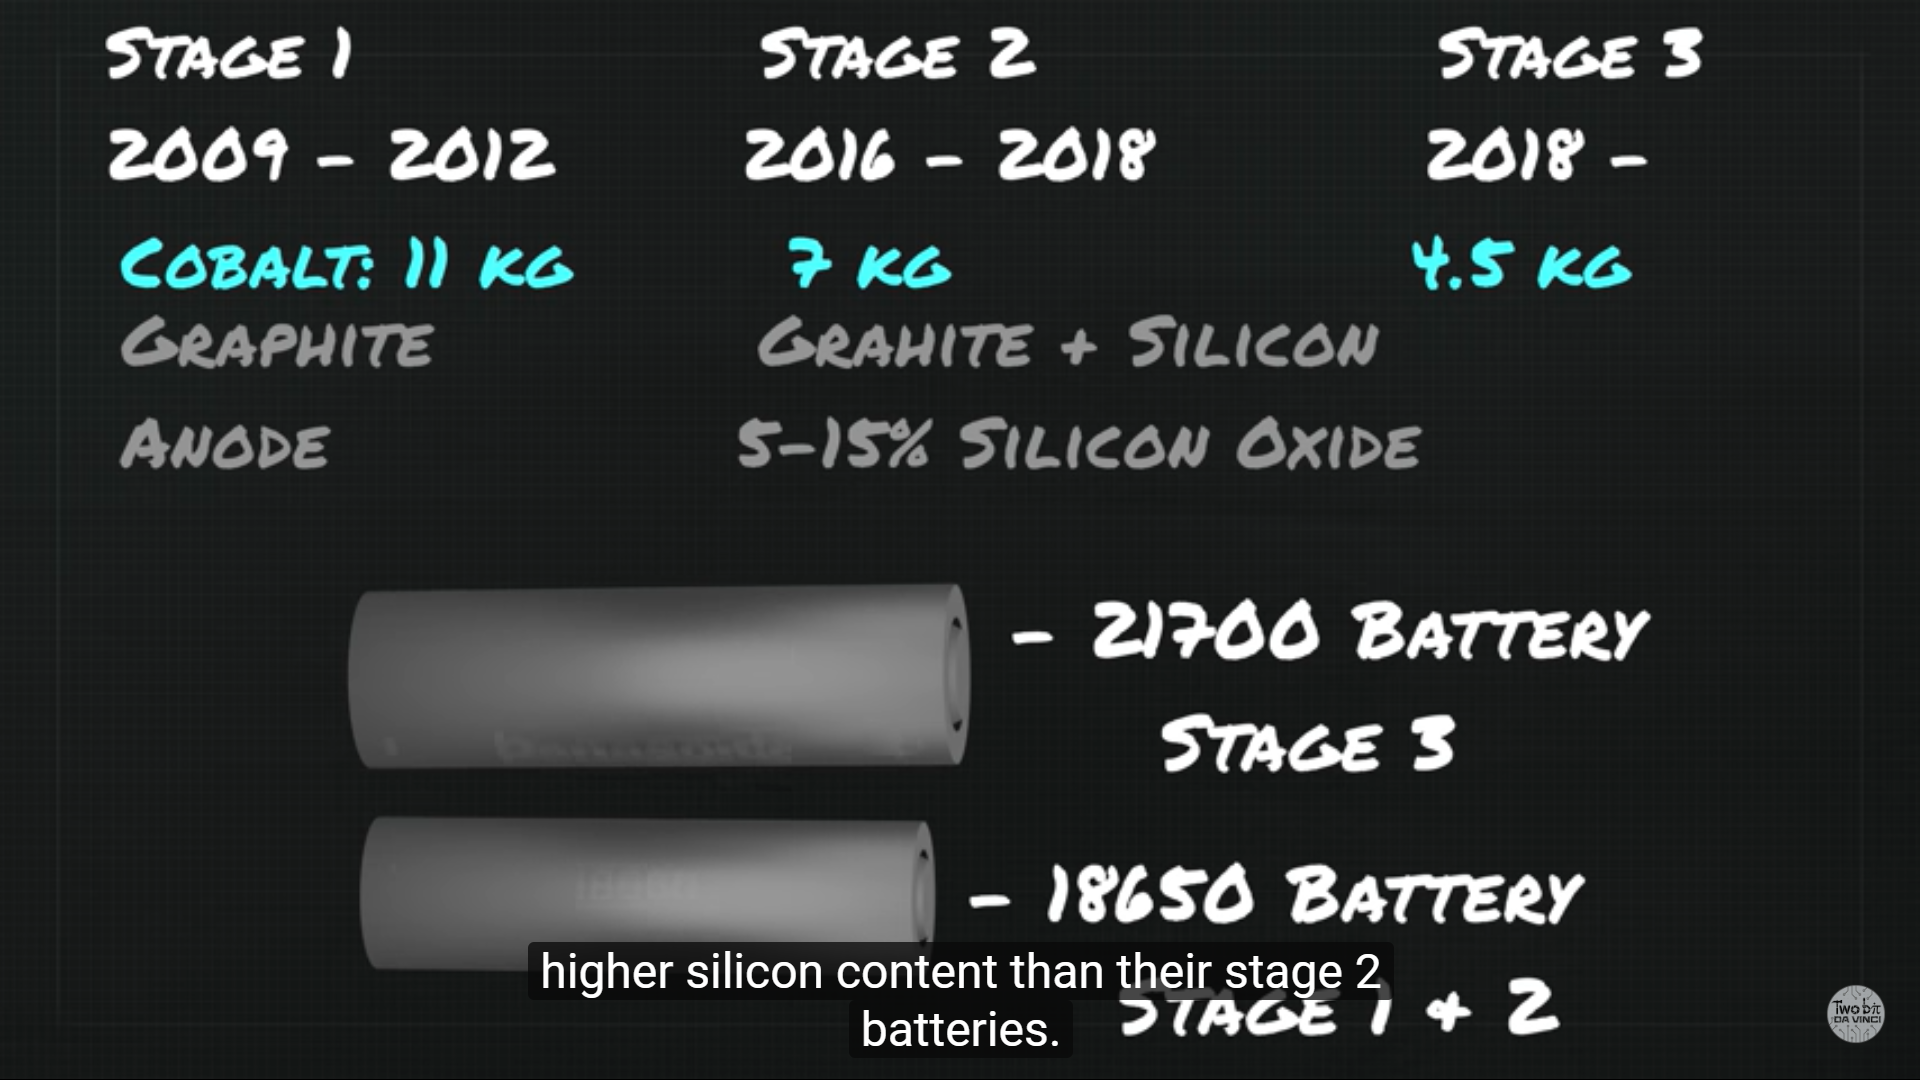 STAGE 1 STAGE 2 STAGE 3
2009 - 2012 2016 - 2018 2018 -
COBALT: 11 KG 7 KG 4.5 KG
GRAPHITE GRAHITE + SILICON
ANODE 5-15% SILICON OXIDE
- 21700 BATTERY
STAGE 3
- 18650 BATTERY
STAGE 1 & 2
higher silicon content than their stage 2
batteries.
Two bit
DA VINCI